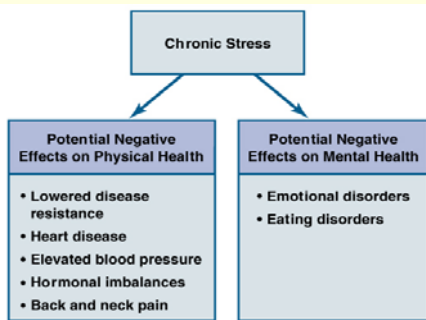 Chronic Stress
Potential Negative
Effects on Physical Health
• Lowered disease
resistance
• Heart disease
• Elevated blood pressure
• Hormonal imbalances
• Back and neck pain
Potential Negative
Effects on Mental Health
• Emotional disorders
• Eating disorders